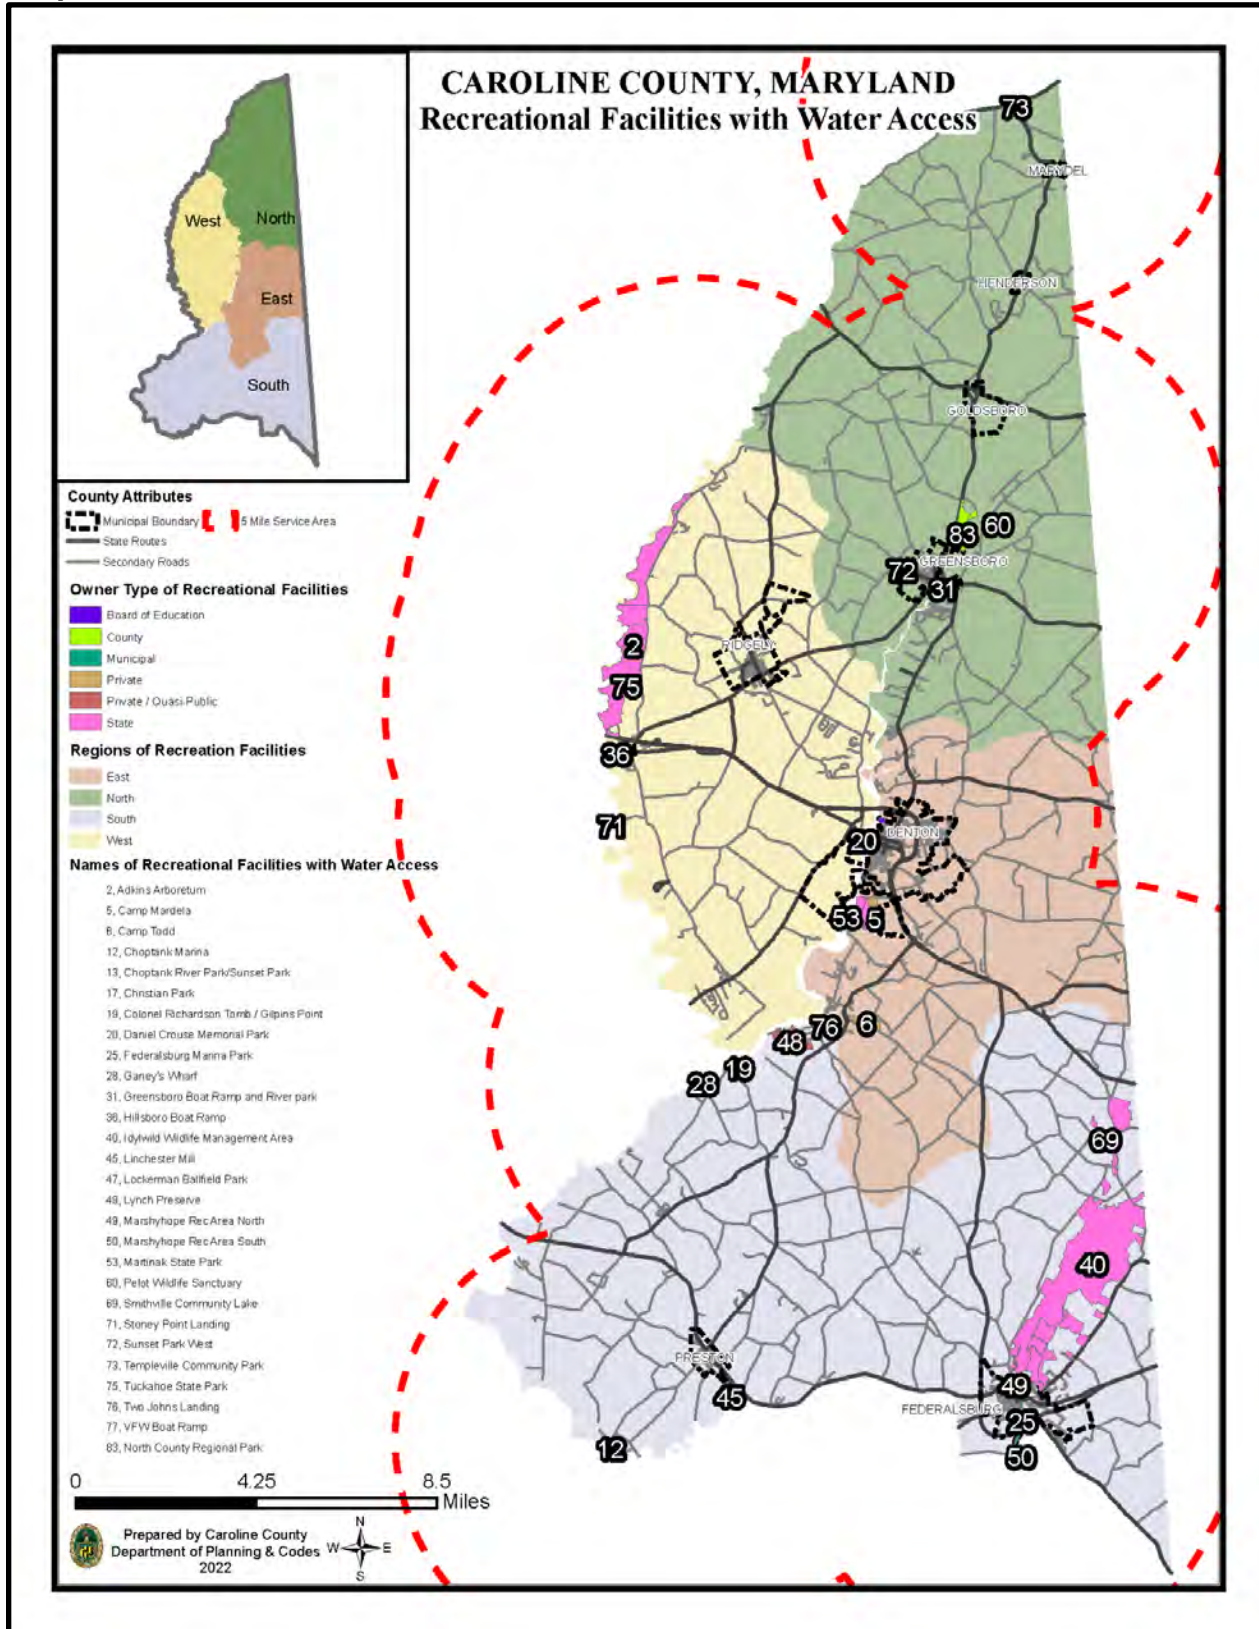 CAROLINE COUNTY, MARYLAND
Recreational Facilities with Water Access
West
North
East
South
County Attributes
Municipal Boundary
5 Mile Service Area
State Routes
Secondary Roads
Owner Type of Recreational Facilities
Board of Education
County
Municipal
Private
Private / Quasi-Public
State
Regions of Recreation Facilities
East
North
South
West
Names of Recreational Facilities with Water Access
2, Adkins Arboretum
5, Camp Mardela
6, Camp Todd
12, Choptank Marina
13, Choptank River Park/Sunset Park
17, Christian Park
19, Colonel Richardson Tomb / Gilpins Point
20, Daniel Crouse Memorial Park
25, Federalsburg Marina Park
28, Ganey's Wharf
31, Greensboro Boat Ramp and River park
36, Hillsboro Boat Ramp
40, Idylwild Wildlife Management Area
45, Linchester Mill
47, Lockerman Ballfield Park
48, Lynch Preserve
49, Marshyhope Rec Area North
50, Marshyhope Rec Area South
53, Martinak State Park
60, Pelot Wildlife Sanctuary
69, Smithville Community Lake
71, Stoney Point Landing
72, Sunset Park West
73, Templeville Community Park
75, Tuckahoe State Park
76, Two Johns Landing
77, VFW Boat Ramp
83, North County Regional Park
0 4.25 8.5
Miles
Prepared by Caroline County
Department of Planning & Codes
2022
N
W E
S
73
MARYDEL
HENDERSON
GOLDSBORO
60
83
GREENSBORO
72
31
2
RIDGELY
75
36
71
DENTON
20
53
5
76
6
48
19
28
69
40
PRESTON
45
49
FEDERALSBURG
25
12
50